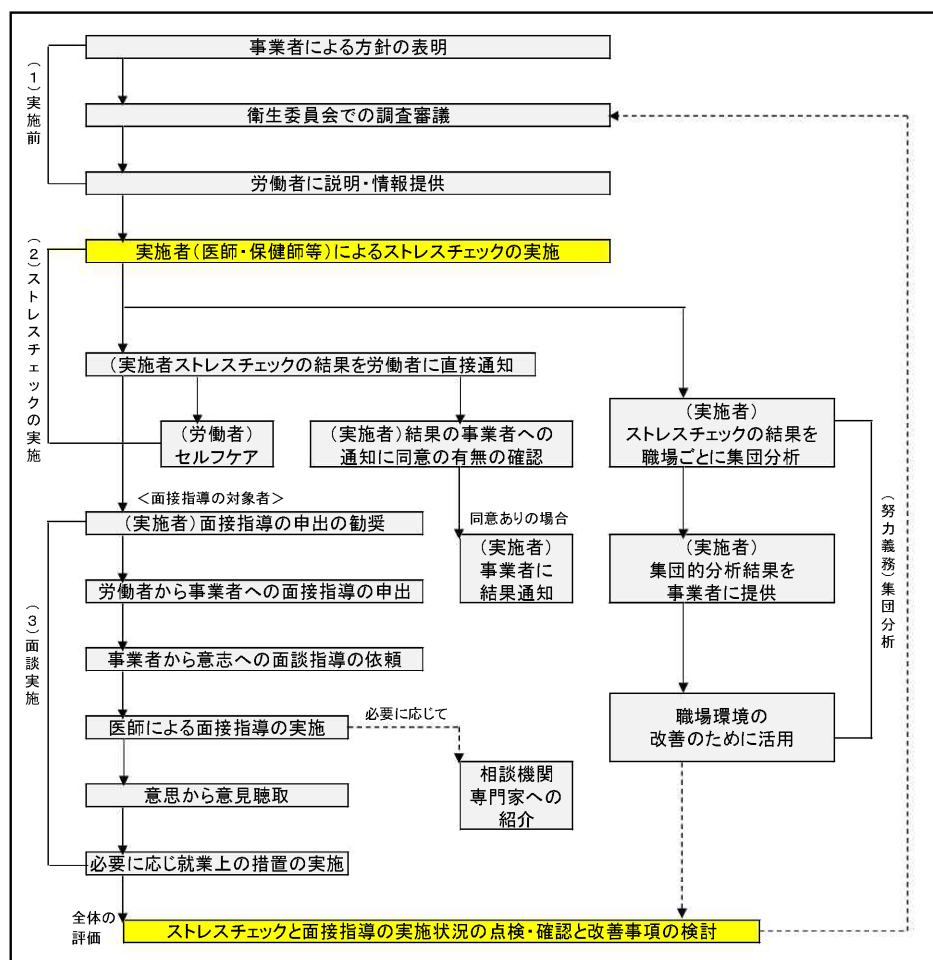 事業者による方針の表明
衛生委員会での調査審議
労働者に説明・情報提供
(1)実施前
実施者(医師・保健師等)によるストレスチェックの実施
(2)ストレスチェックの実施
(実施者ストレスチェックの結果を労働者に直接通知
(労働者)
セルフケア
(実施者)結果の事業者への
通知に同意の有無の確認
(実施者)
ストレスチェックの結果を
職場ごとに集団分析
<面接指導の対象者>
(実施者)面接指導の申出の勧奨
同意ありの場合
(実施者)
事業者に
結果通知
(実施者)
集団的分析結果を
事業者に提供
(努力義務)集団分析
労働者から事業者への面接指導の申出
(3)面談実施
事業者から意志への面談指導の依頼
医師による面接指導の実施
必要に応じて
職場環境の
改善のために活用
相談機関
専門家への
紹介
意思から意見聴取
必要に応じ就業上の措置の実施
全体の
評価
ストレスチェックと面接指導の実施状況の点検・確認と改善事項の検討